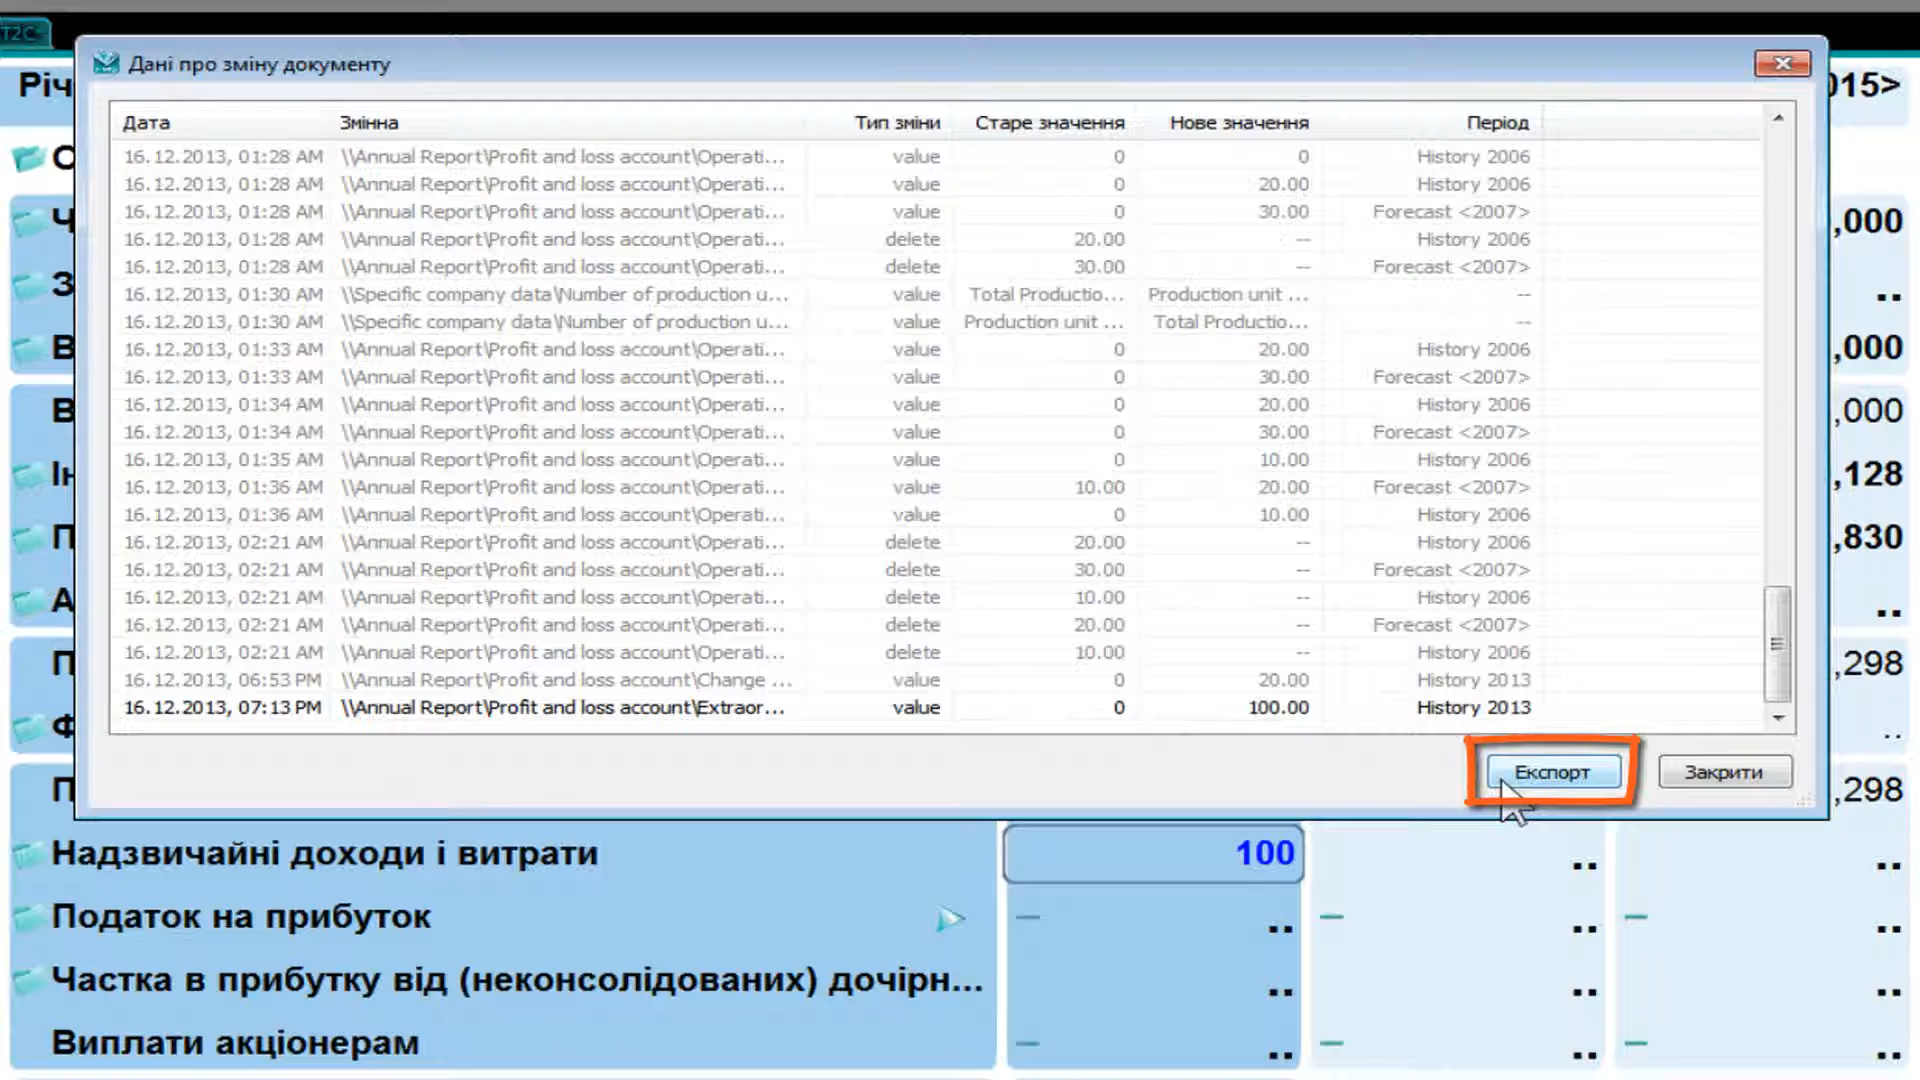 T2C
Дані про зміну документу
Річ
015>
Дата Змінна Тип зміни Старе значення Нове значення Період
16.12.2013, 01:28 AM \\Annual Report\Profit and loss account\Operati... value 0 0 History 2006
16.12.2013, 01:28 AM \\Annual Report\Profit and loss account\Operati... value 0 20.00 History 2006
16.12.2013, 01:28 AM \\Annual Report\Profit and loss account\Operati... value 0 30.00 Forecast <2007>
16.12.2013, 01:28 AM \\Annual Report\Profit and loss account\Operati... delete 20.00 -- History 2006
16.12.2013, 01:28 AM \\Annual Report\Profit and loss account\Operati... delete 30.00 -- Forecast <2007>
16.12.2013, 01:30 AM \\Specific company data\Number of production u... value Total Productio... Production unit ... --
16.12.2013, 01:30 AM \\Specific company data\Number of production u... value Production unit ... Total Productio... --
16.12.2013, 01:33 AM \\Annual Report\Profit and loss account\Operati... value 0 20.00 History 2006
16.12.2013, 01:33 AM \\Annual Report\Profit and loss account\Operati... value 0 30.00 Forecast <2007>
16.12.2013, 01:34 AM \\Annual Report\Profit and loss account\Operati... value 0 20.00 History 2006
16.12.2013, 01:34 AM \\Annual Report\Profit and loss account\Operati... value 0 30.00 Forecast <2007>
16.12.2013, 01:35 AM \\Annual Report\Profit and loss account\Operati... value 0 10.00 History 2006
16.12.2013, 01:36 AM \\Annual Report\Profit and loss account\Operati... value 10.00 20.00 Forecast <2007>
16.12.2013, 01:36 AM \\Annual Report\Profit and loss account\Operati... value 0 10.00 History 2006
16.12.2013, 02:21 AM \\Annual Report\Profit and loss account\Operati... delete 20.00 -- History 2006
16.12.2013, 02:21 AM \\Annual Report\Profit and loss account\Operati... delete 30.00 -- Forecast <2007>
16.12.2013, 02:21 AM \\Annual Report\Profit and loss account\Operati... delete 10.00 -- History 2006
16.12.2013, 02:21 AM \\Annual Report\Profit and loss account\Operati... delete 20.00 -- Forecast <2007>
16.12.2013, 02:21 AM \\Annual Report\Profit and loss account\Operati... delete 10.00 -- History 2006
16.12.2013, 06:53 PM \\Annual Report\Profit and loss account\Change ... value 0 20.00 History 2013
16.12.2013, 07:13 PM \\Annual Report\Profit and loss account\Extraor... value 0 100.00 History 2013
О
Ч ,000
З ..
В ,000
В ,000
Ін ,128
П ,830
А ..
П ,298
Ф ..
П ,298
Експорт Закрити
Надзвичайні доходи і витрати 100 .. ..
Податок на прибуток – .. – .. – ..
Частка в прибутку від (неконсолідованих) дочірн... .. .. ..
Виплати акціонерам – .. – .. – ..